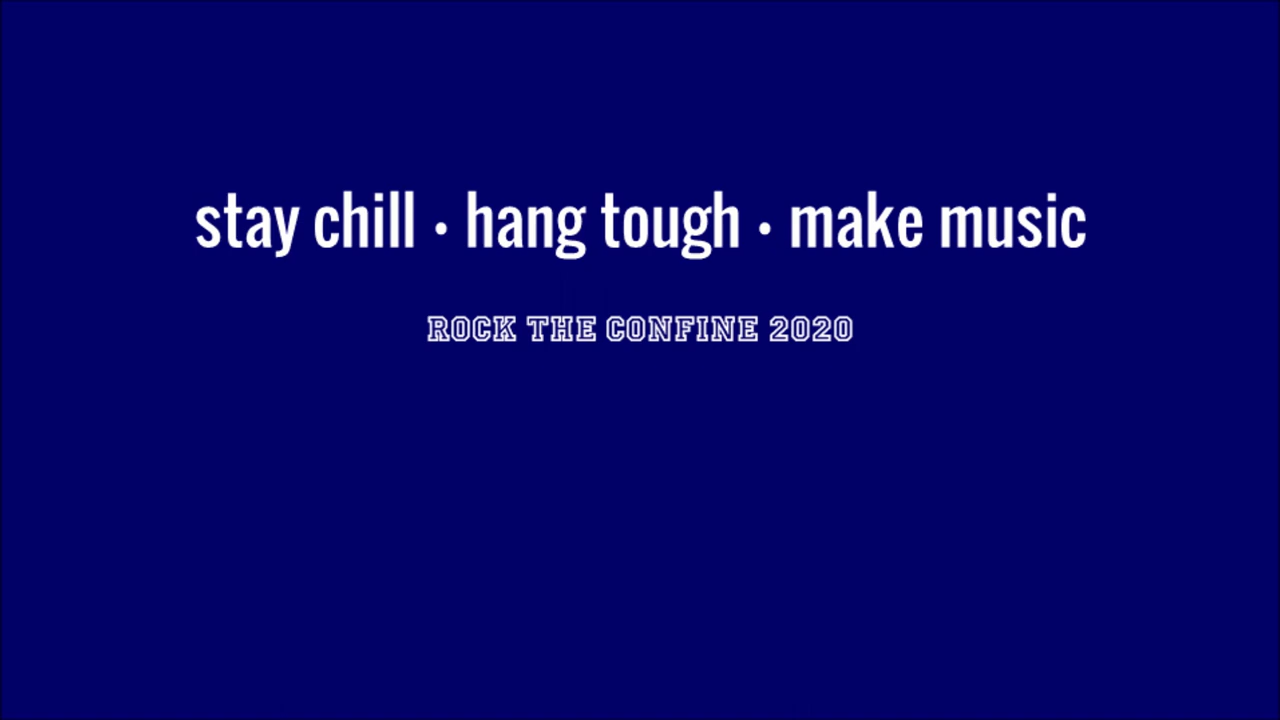 stay chill • hang tough • make music
ROCK THE CONFINE 2020